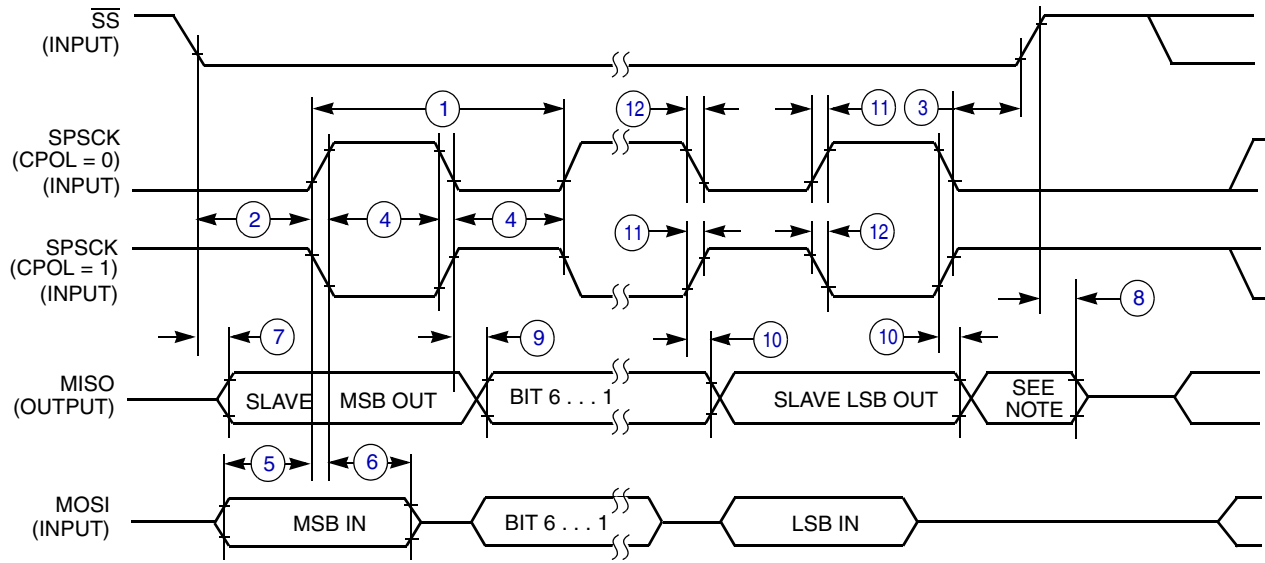 SS
(INPUT)
1
12
11
3
SPSCK
(CPOL = 0)
(INPUT)
2
4
4
SPSCK
(CPOL = 1)
(INPUT)
11
12
7
9
10
10
8
MISO
(OUTPUT)
SLAVE
MSB OUT
BIT 6 . . . 1
SLAVE LSB OUT
SEE
NOTE
5
6
MOSI
(INPUT)
MSB IN
BIT 6 . . . 1
LSB IN